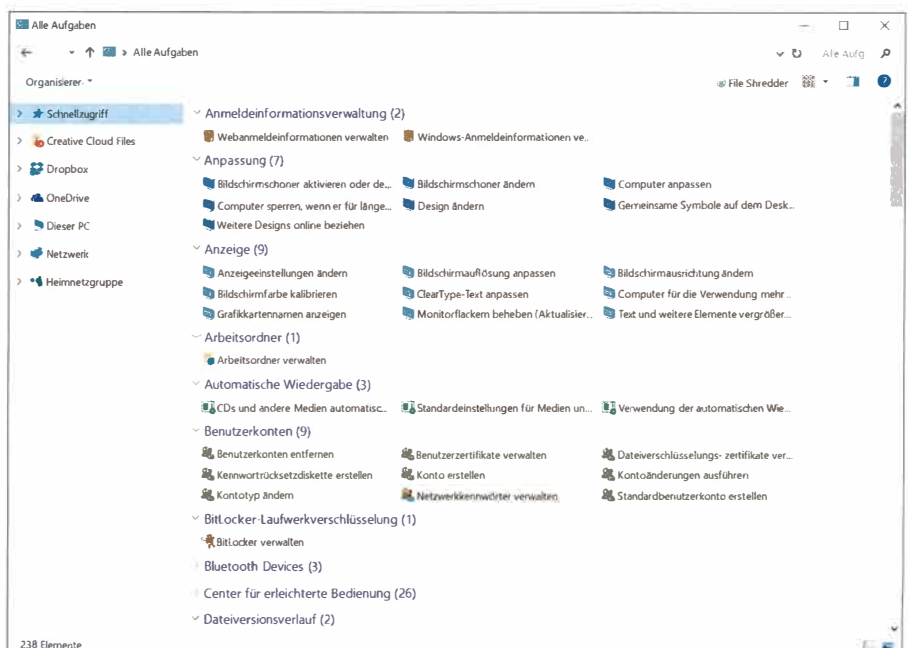 Alle Aufgaben
Alle Aufgaben
Alle Aufg
Organisieren
File Shredder
Schnellzugriff
Creative Cloud Files
Dropbox
OneDrive
Dieser PC
Netzwerk
Heimnetzgruppe
Anmeldeinformationsverwaltung (2)
Webanmeldeinformationen verwalten Windows-Anmeldeinformationen ve...
Anpassung (7)
Bildschirmschoner aktivieren oder de... Bildschirmschoner ändern Computer anpassen
Computer sperren, wenn er für länge... Design ändern Gemeinsame Symbole auf dem Desk...
Weitere Designs online beziehen
Anzeige (9)
Anzeigeeinstellungen ändern Bildschirmauflösung anpassen Bildschirmausrichtung ändern
Bildschirmfarbe kalibrieren ClearType-Text anpassen Computer für die Verwendung mehr...
Grafikkartennamen anzeigen Monitorflackern beheben (Aktualisier... Text und weitere Elemente vergrößer...
Arbeitsordner (1)
Arbeitsordner verwalten
Automatische Wiedergabe (3)
CDs und andere Medien automatisc... Standardeinstellungen für Medien un... Verwendung der automatischen Wie...
Benutzerkonten (9)
Benutzerkonten entfernen Benutzerzertifikate verwalten Dateiverschlüsselungs- zertifikate ver...
Kennwortrücksetzdiskette erstellen Konto erstellen Kontoänderungen ausführen
Kontotyp ändern Netzwerkkennwörter verwalten Standardbenutzerkonto erstellen
BitLocker-Laufwerkverschlüsselung (1)
BitLocker verwalten
Bluetooth Devices (3)
Center für erleichterte Bedienung (26)
Dateiversionsverlauf (2)
238 Elemente